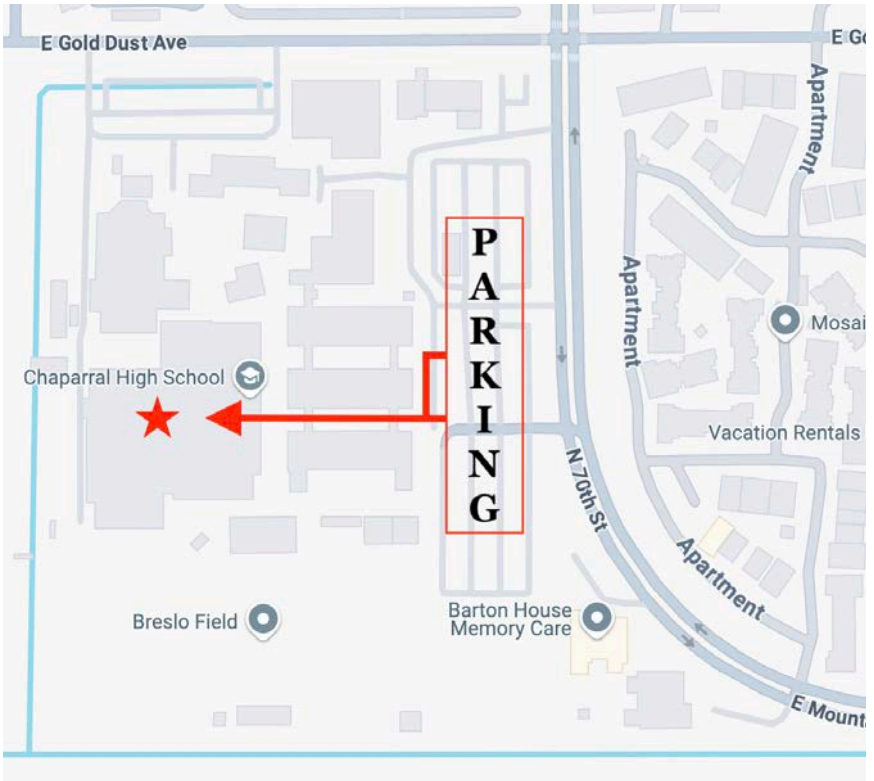 E Gold Dust Ave
E Go
Apartment
PARKING
Apartment
Mosai
Chaparral High School
Vacation Rentals
N 70th St
Apartment
Breslo Field
Barton House
Memory Care
E Mounta